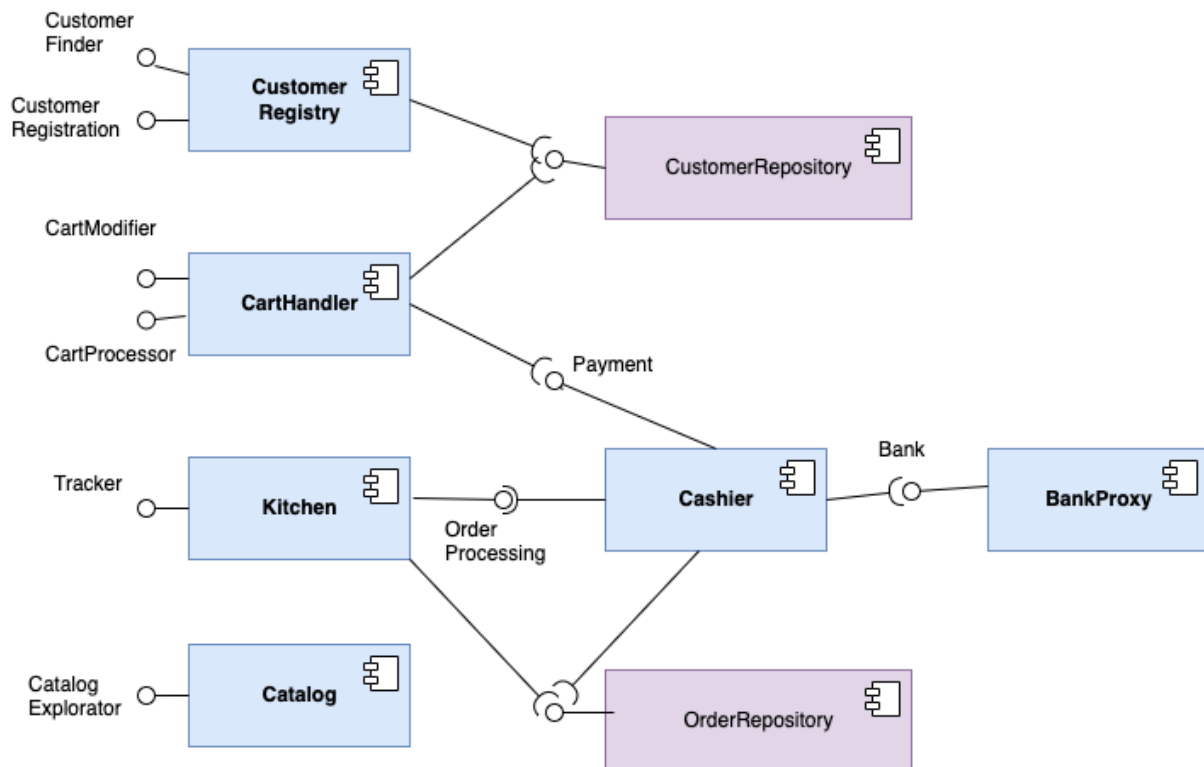 Customer
Finder
Customer
Registry
Customer
Registration
CustomerRepository
CartModifier
CartHandler
CartProcessor
Payment
Tracker
Kitchen
Order
Processing
Cashier
Bank
BankProxy
Catalog
Explorator
Catalog
OrderRepository